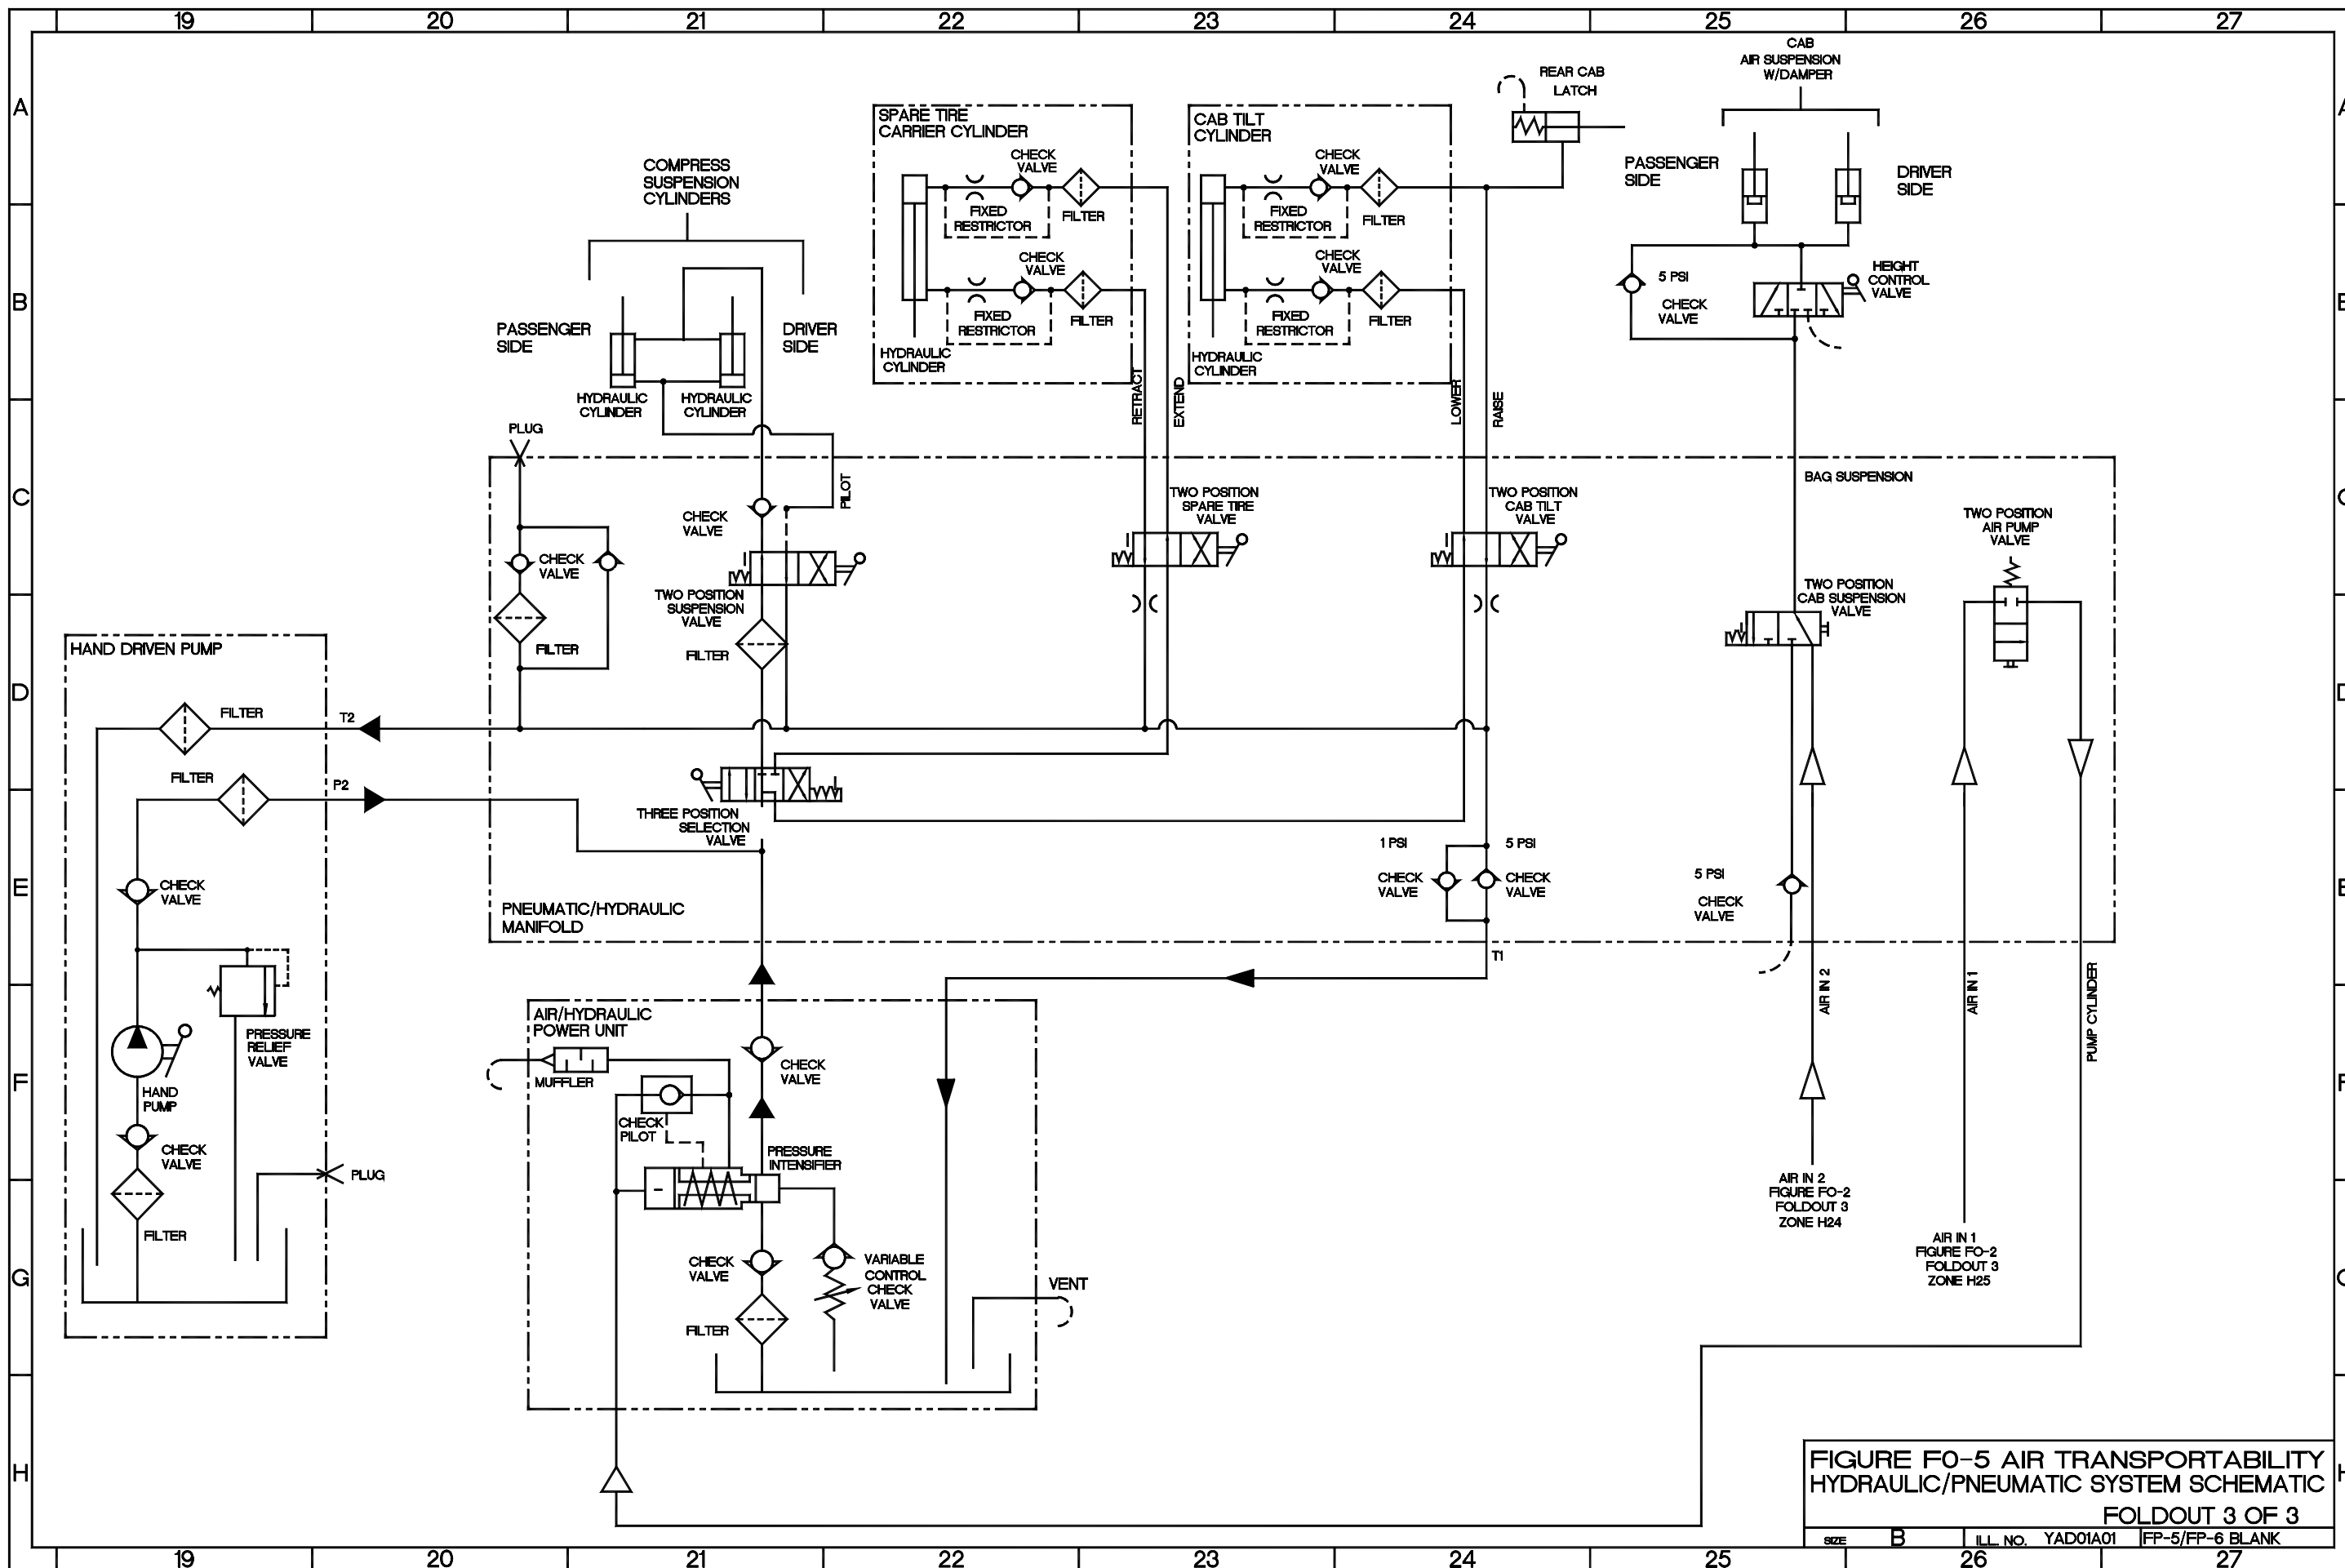 19 20 21 22 23 24 25 26 27
A
B
C
D
E
F
G
H
CAB
AIR SUSPENSION
W/DAMPER
REAR CAB
LATCH
PASSENGER
SIDE
DRIVER
SIDE
5 PSI
CHECK
VALVE
HEIGHT
CONTROL
VALVE
SPARE TIRE
CARRIER CYLINDER
CHECK
VALVE
FIXED
RESTRICTOR
FILTER
CHECK
VALVE
FIXED
RESTRICTOR
FILTER
HYDRAULIC
CYLINDER
RETRACT
EXTEND
CAB TILT
CYLINDER
CHECK
VALVE
FIXED
RESTRICTOR
FILTER
CHECK
VALVE
FIXED
RESTRICTOR
FILTER
HYDRAULIC
CYLINDER
LOWER
RAISE
COMPRESS
SUSPENSION
CYLINDERS
PASSENGER
SIDE
DRIVER
SIDE
HYDRAULIC
CYLINDER
HYDRAULIC
CYLINDER
PLUG
PILOT
CHECK
VALVE
CHECK
VALVE
TWO POSITION
SUSPENSION
VALVE
FILTER
FILTER
TWO POSITION
SPARE TIRE
VALVE
TWO POSITION
CAB TILT
VALVE
BAG SUSPENSION
TWO POSITION
AIR PUMP
VALVE
TWO POSITION
CAB SUSPENSION
VALVE
HAND DRIVEN PUMP
FILTER
T2
FILTER
P2
THREE POSITION
SELECTION
VALVE
1 PSI
5 PSI
CHECK
VALVE
CHECK
VALVE
5 PSI
CHECK
VALVE
CHECK
VALVE
PNEUMATIC/HYDRAULIC
MANIFOLD
T1
AIR IN 2
AIR IN 1
PUMP CYLINDER
PRESSURE
RELIEF
VALVE
HAND
PUMP
CHECK
VALVE
PLUG
FILTER
AIR/HYDRAULIC
POWER UNIT
MUFFLER
CHECK
VALVE
CHECK
PILOT
PRESSURE
INTENSIFIER
CHECK
VALVE
VARIABLE
CONTROL
CHECK
VALVE
FILTER
VENT
AIR IN 2
FIGURE FO-2
FOLDOUT 3
ZONE H24
AIR IN 1
FIGURE FO-2
FOLDOUT 3
ZONE H25
FIGURE FO-5 AIR TRANSPORTABILITY
HYDRAULIC/PNEUMATIC SYSTEM SCHEMATIC
FOLDOUT 3 OF 3
SIZE B ILL. NO. YAD01A01 FP-5/FP-6 BLANK
19 20 21 22 23 24 25 26 27